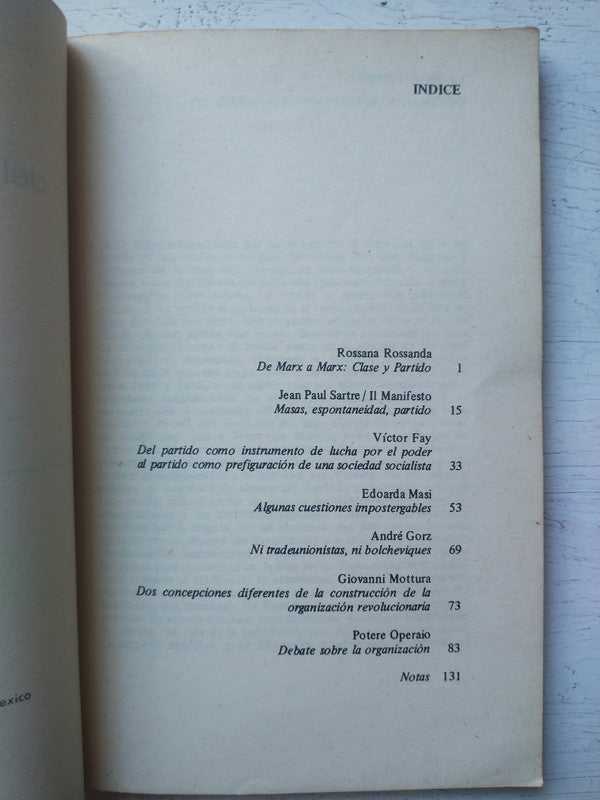 INDICE
Rossana Rossanda
De Marx a Marx: Clase y Partido 1
Jean Paul Sartre / Il Manifesto
Masas, espontaneidad, partido 15
Víctor Fay
Del partido como instrumento de lucha por el poder
al partido como prefiguración de una sociedad socialista 33
Edoarda Masi
Algunas cuestiones impostergables 53
André Gorz
Ni tradeunionistas, ni bolcheviques 69
Giovanni Mottura
Dos concepciones diferentes de la construcción de la
organización revolucionaria 73
Potere Operaio
Debate sobre la organización 83
Notas 131
exico